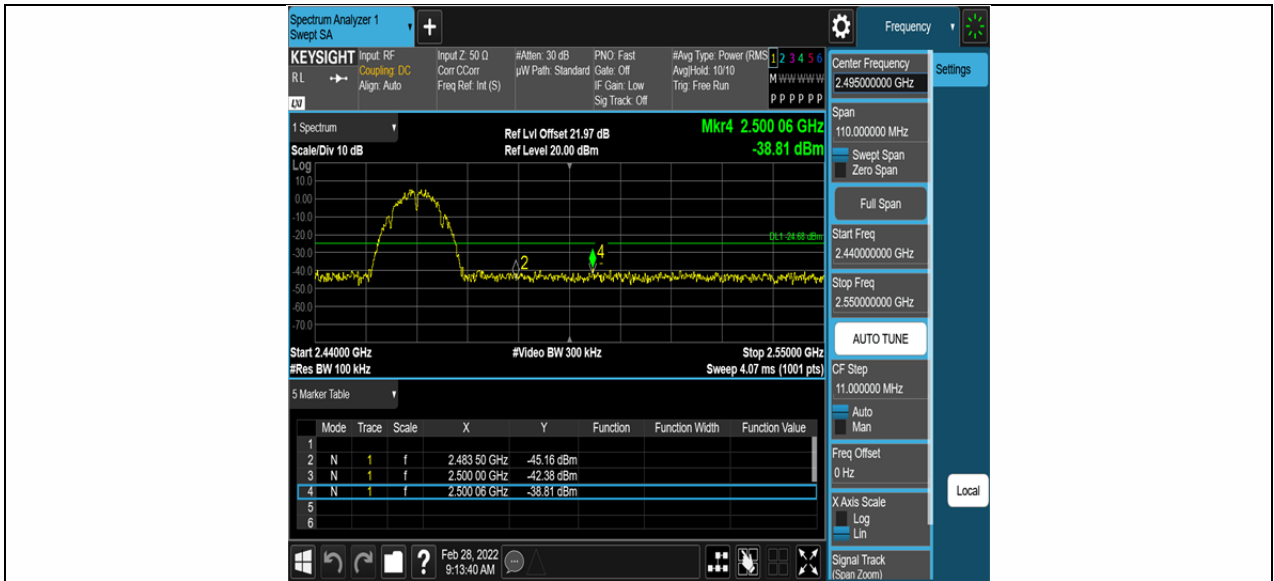 Spectrum Analyzer 1
Swept SA
+
Frequency
KEYSIGHT
RL
LXI
Input: RF
Coupling: DC
Align: Auto
Input Z: 50 Ω
Corr CCorr
Freq Ref: Int (S)
#Atten: 30 dB
µW Path: Standard
PNO: Fast
Gate: Off
IF Gain: Low
Sig Track: Off
#Avg Type: Power (RMS
Avg|Hold: 10/10
Trig: Free Run
1 2 3 4 5 6
M W W W W W
P P P P P P
1 Spectrum
Scale/Div 10 dB
Ref Lvl Offset 21.97 dB
Ref Level 20.00 dBm
Mkr4 2.500 06 GHz
-38.81 dBm
Log
10.0
0.00
-10.0
-20.0
-30.0
-40.0
-50.0
-60.0
-70.0
DL1 -24.68 dBm
2
4
Start 2.44000 GHz
#Video BW 300 kHz
Stop 2.55000 GHz
#Res BW 100 kHz
Sweep 4.07 ms (1001 pts)
5 Marker Table
Mode Trace Scale X Y Function Function Width Function Value
1
2 N 1 f 2.483 50 GHz -45.16 dBm
3 N 1 f 2.500 00 GHz -42.38 dBm
4 N 1 f 2.500 06 GHz -38.81 dBm
5
6
?
Feb 28, 2022
9:13:40 AM
Center Frequency
2.495000000 GHz
Settings
Span
110.000000 MHz
Swept Span
Zero Span
Full Span
Start Freq
2.440000000 GHz
Stop Freq
2.550000000 GHz
AUTO TUNE
CF Step
11.000000 MHz
Auto
Man
Freq Offset
0 Hz
X Axis Scale
Log
Lin
Local
Signal Track
(Span Zoom)